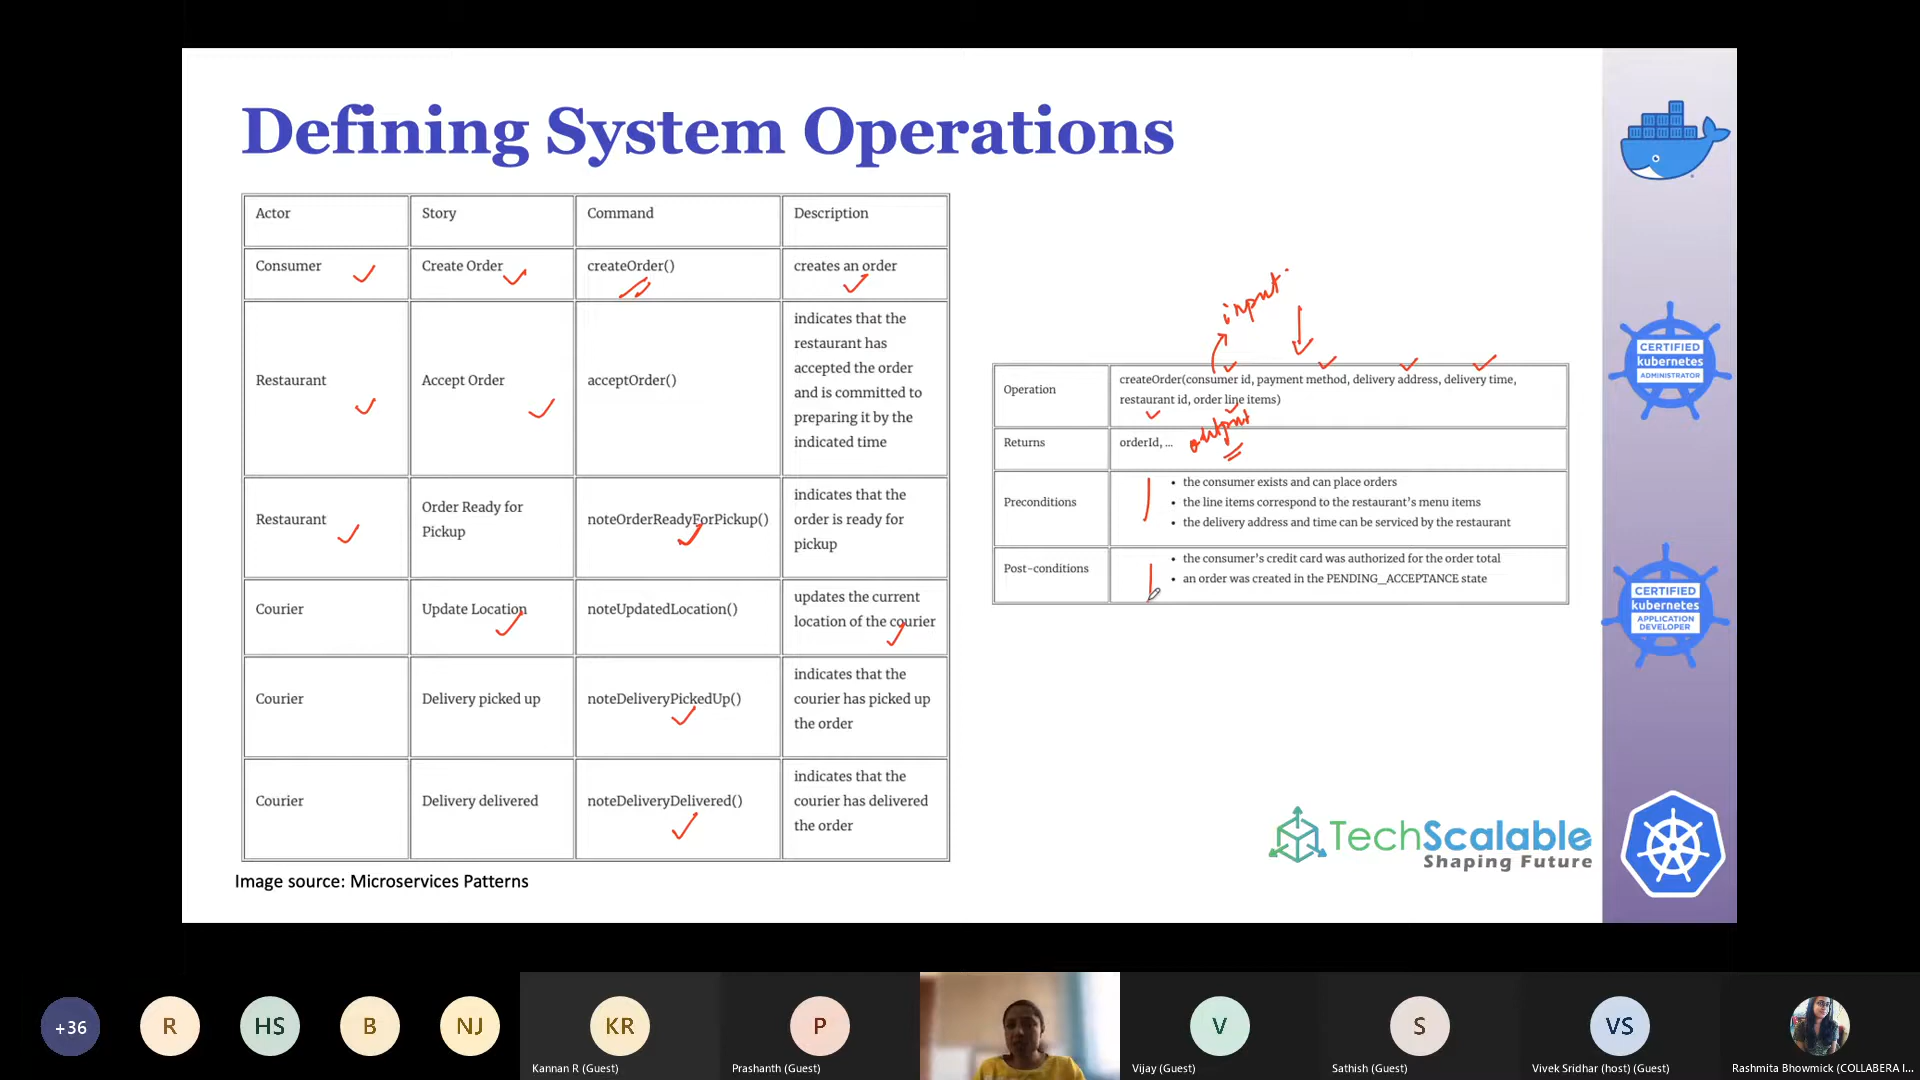 Defining System Operations
Actor Story Command Description
Consumer Create Order createOrder() creates an order
Restaurant Accept Order acceptOrder() indicates that the
restaurant has
accepted the order
and is committed to
preparing it by the
indicated time
Restaurant Order Ready for
Pickup noteOrderReadyForPickup() indicates that the
order is ready for
pickup
Courier Update Location noteUpdatedLocation() updates the current
location of the courier
Courier Delivery picked up noteDeliveryPickedUp() indicates that the
courier has picked up
the order
Courier Delivery delivered noteDeliveryDelivered() indicates that the
courier has delivered
the order
Image source: Microservices Patterns
input
Operation createOrder(consumer id, payment method, delivery address, delivery time,
restaurant id, order line items)
output
Returns orderId, ...
Preconditions • the consumer exists and can place orders
• the line items correspond to the restaurant's menu items
• the delivery address and time can be serviced by the restaurant
Post-conditions • the consumer's credit card was authorized for the order total
• an order was created in the PENDING_ACCEPTANCE state
TechScalable
Shaping Future
CERTIFIED
kubernetes
ADMINISTRATOR
CERTIFIED
kubernetes
APPLICATION
DEVELOPER
+36 R HS B NJ KR P V S VS
Kannan R (Guest) Prashanth (Guest) Vijay (Guest) Sathish (Guest) Vivek Sridhar (host) (Guest) Rashmita Bhowmick (COLLABERA I...